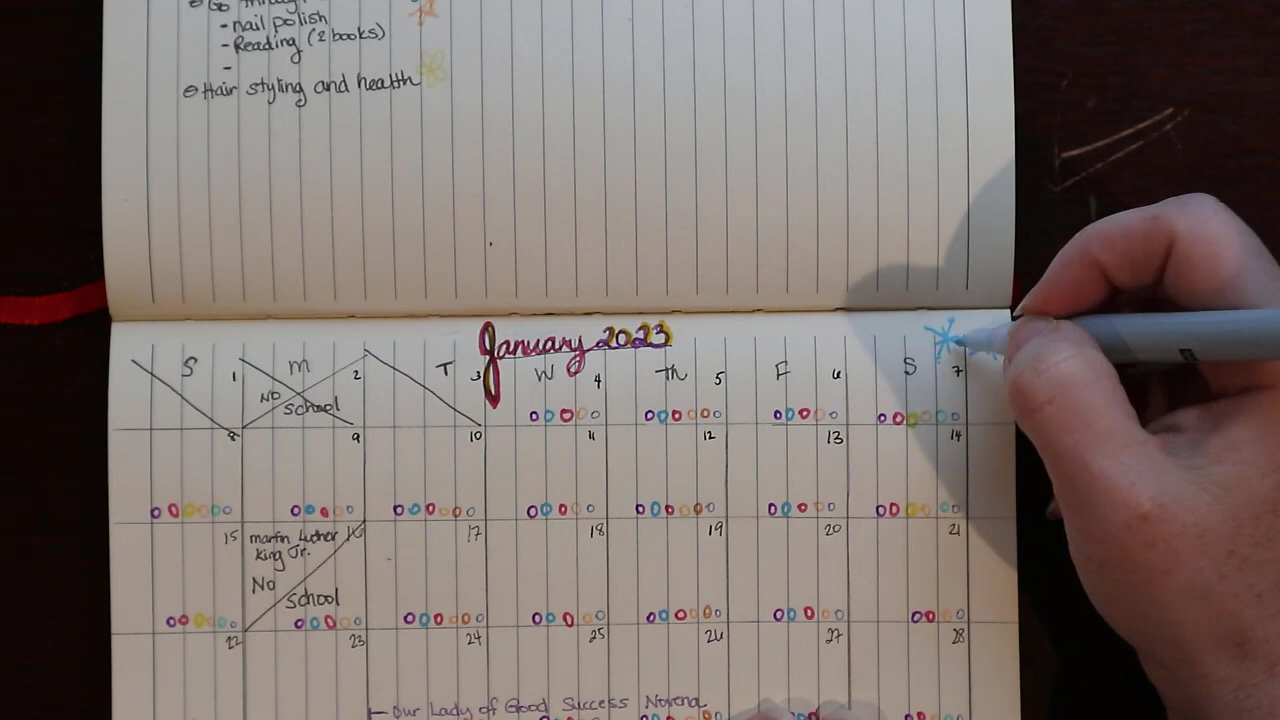 ⊖ Go through
- nail polish
- Reading (2 books)
-
⊖ Hair styling and health
January 2023
S 1 m 2 T 3 W 4 Th 5 F 6 S 7
No school
8 9 10 11 12 13 14
15 martin Luther King Jr. 16 17 18 19 20 21
No school
22 23 24 25 26 27 28
Our Lady of Good Success Novena